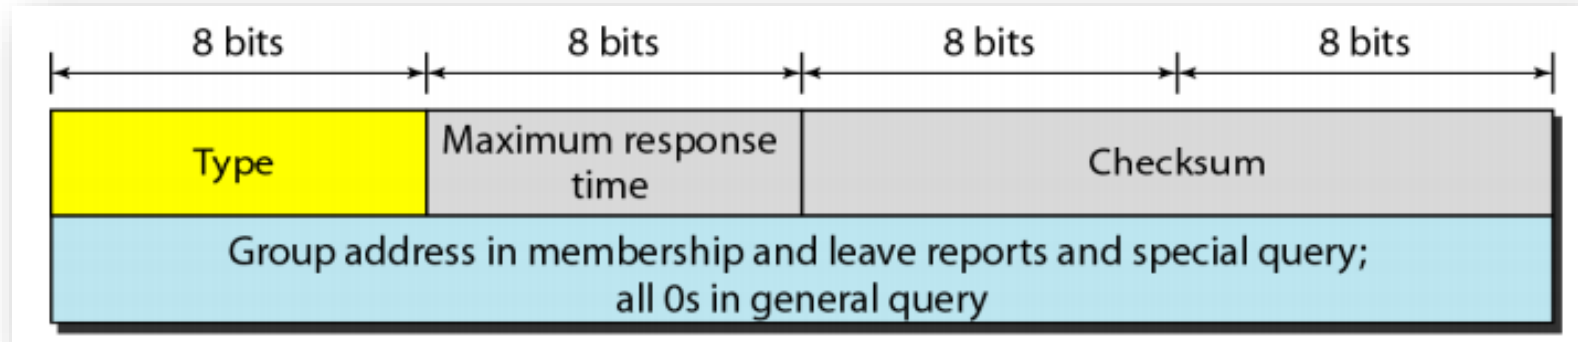 8 bits 8 bits 8 bits 8 bits
Type Maximum response time Checksum
Group address in membership and leave reports and special query;
all 0s in general query